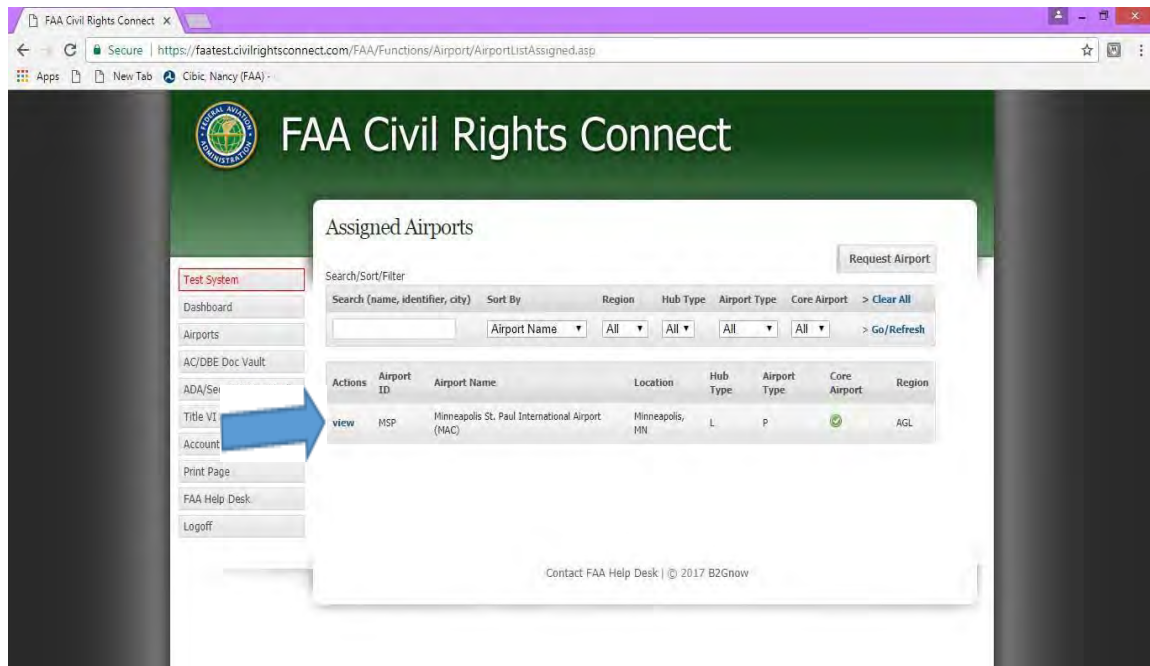 FAA Civil Rights Connect
Secure | https://faatest.civilrightsconnect.com/FAA/Functions/Airport/AirportListAssigned.asp
Apps New Tab Cibic, Nancy (FAA) -
FEDERAL AVIATION ADMINISTRATION
FAA Civil Rights Connect
Assigned Airports
Request Airport
Test System
Dashboard
Airports
AC/DBE Doc Vault
ADA/Se
Title VI
Account
Print Page
FAA Help Desk
Logoff
Search/Sort/Filter
Search (name, identifier, city) Sort By Region Hub Type Airport Type Core Airport > Clear All
Airport Name All All All All > Go/Refresh
Actions Airport ID Airport Name Location Hub Type Airport Type Core Airport Region
view MSP Minneapolis St. Paul International Airport (MAC) Minneapolis, MN L P AGL
Contact FAA Help Desk | © 2017 B2Gnow